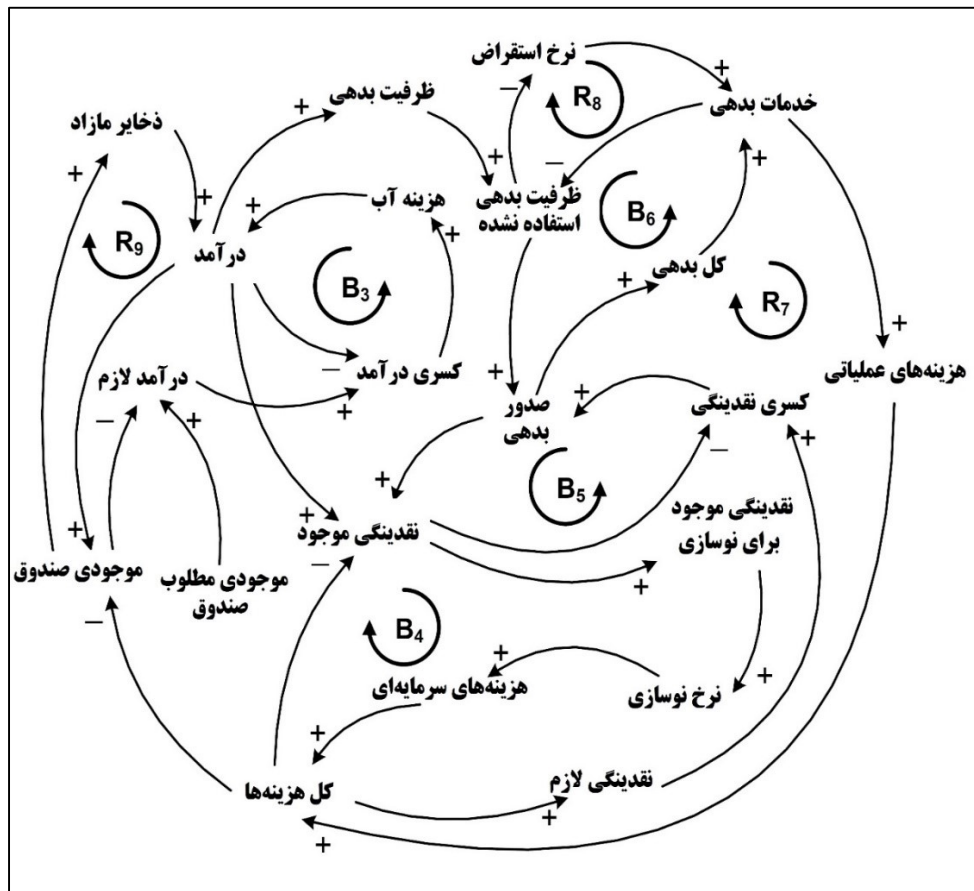 نرخ استقراض
+
خدمات بدهی
R8
ظرفیت بدهی
+
−
ذخایر مازاد
+
+
−
+
ظرفیت بدهی
استفاده نشده
هزینه آب
+
+
B6
R9
درآمد
+
کل بدهی
+
B3
R7
+
هزینه‌های عملیاتی
−
کسری درآمد
درآمد لازم
+
+
+
کسری نقدینگی
+
صدور
بدهی
−
+
−
B5
+
+
نقدینگی موجود
برای نوسازی
نقدینگی موجود
−
+
+
موجودی صندوق
موجودی مطلوب
صندوق
−
B4
+
+
هزینه‌های سرمایه‌ای
نرخ نوسازی
+
نقدینگی لازم
کل هزینه‌ها
+
+